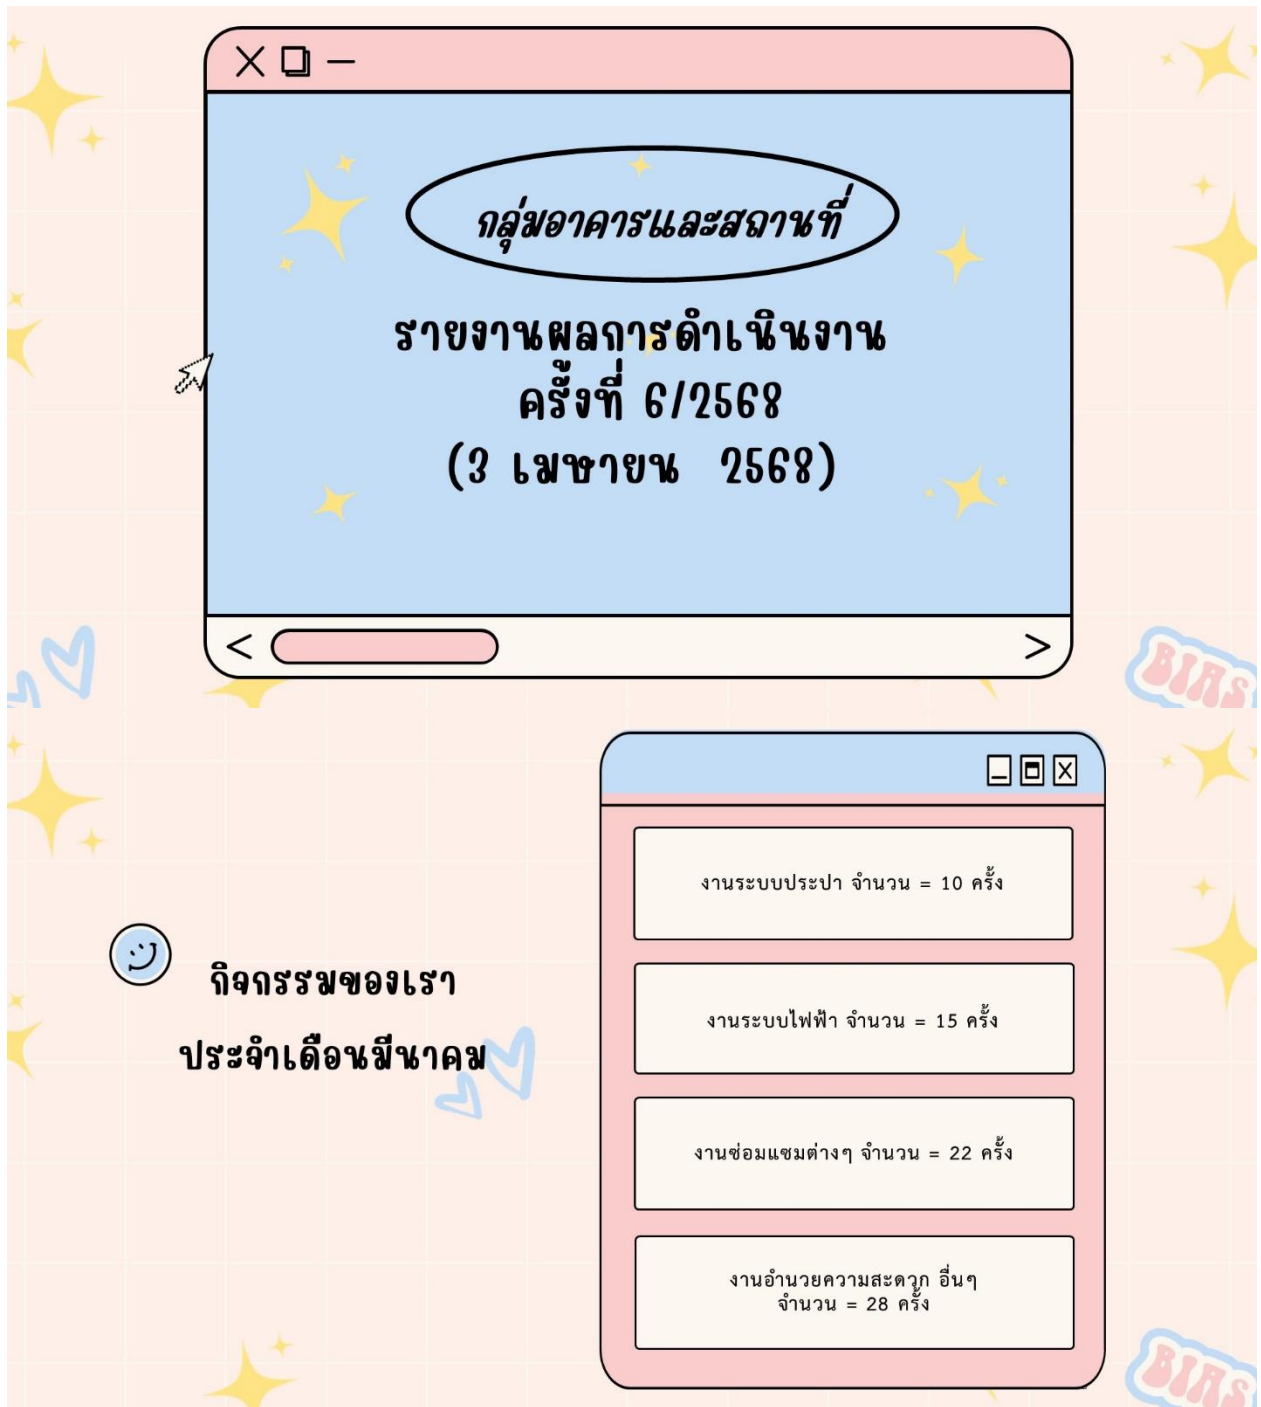 กลุ่มอาคารและสถานที่
รายงานผลการดำเนินงาน
ครั้งที่ 6/2568
(3 เมษายน 2568)
BIAS
กิจกรรมของเรา
ประจำเดือนมีนาคม
งานระบบประปา จำนวน = 10 ครั้ง
งานระบบไฟฟ้า จำนวน = 15 ครั้ง
งานซ่อมแซมต่างๆ จำนวน = 22 ครั้ง
งานอำนวยความสะดวก อื่นๆ
จำนวน = 28 ครั้ง
BIAS